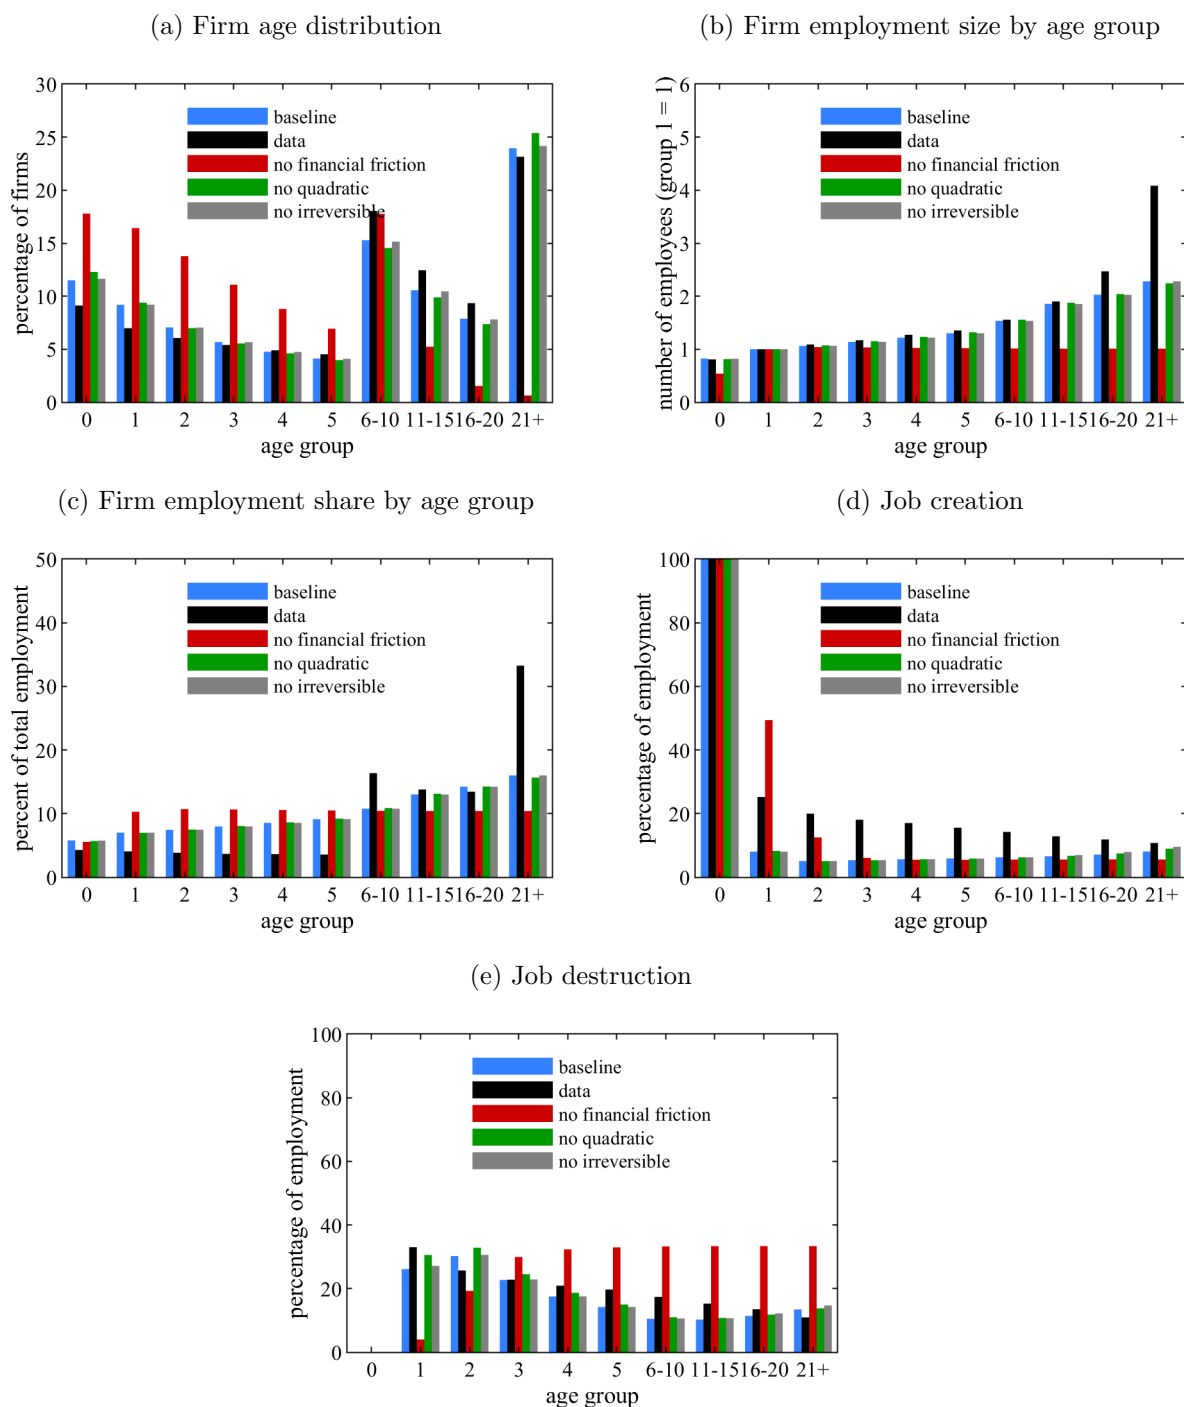 (a) Firm age distribution
percentage of firms
30
25
20
15
10
5
0
baseline
data
no financial friction
no quadratic
no irreversible
0 1 2 3 4 5 6-10 11-15 16-20 21+
age group
(b) Firm employment size by age group
number of employees (group 1 = 1)
6
5
4
3
2
1
0
baseline
data
no financial friction
no quadratic
no irreversible
0 1 2 3 4 5 6-10 11-15 16-20 21+
age group
(c) Firm employment share by age group
percent of total employment
50
40
30
20
10
0
baseline
data
no financial friction
no quadratic
no irreversible
0 1 2 3 4 5 6-10 11-15 16-20 21+
age group
(d) Job creation
percentage of employment
100
80
60
40
20
0
baseline
data
no financial friction
no quadratic
no irreversible
0 1 2 3 4 5 6-10 11-15 16-20 21+
age group
(e) Job destruction
percentage of employment
100
80
60
40
20
0
baseline
data
no financial friction
no quadratic
no irreversible
0 1 2 3 4 5 6-10 11-15 16-20 21+
age group